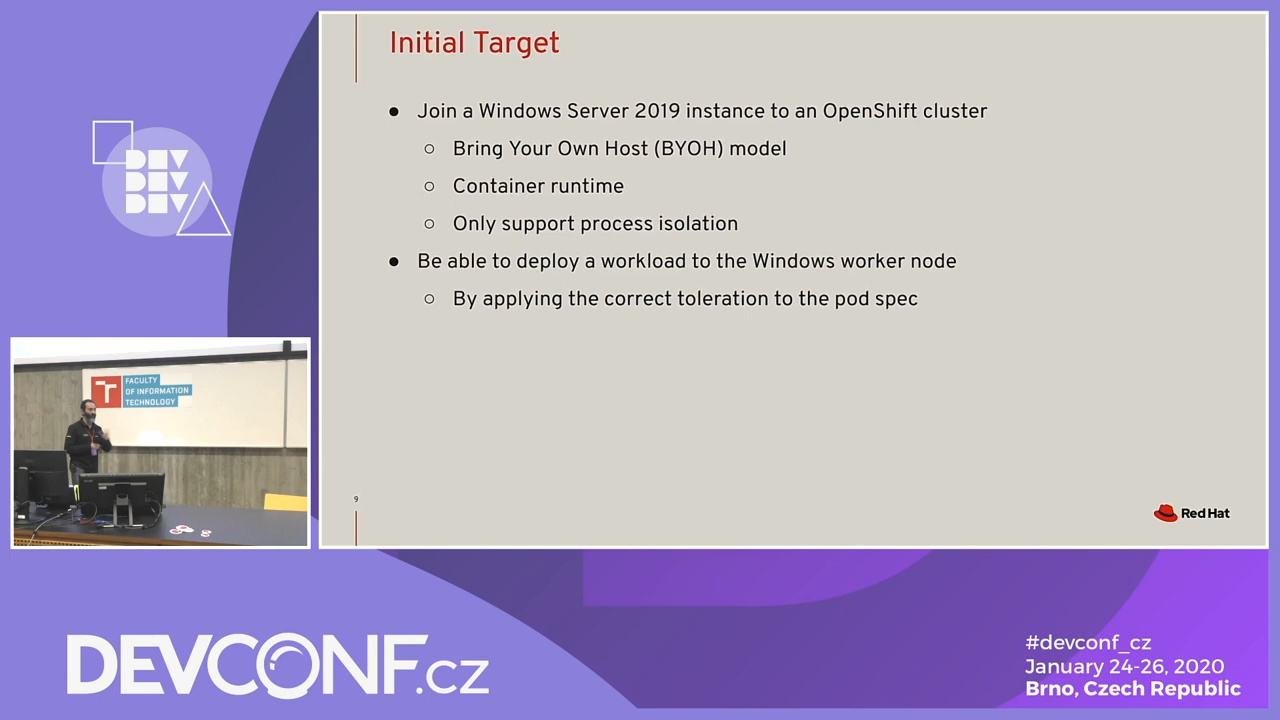 Initial Target
● Join a Windows Server 2019 instance to an OpenShift cluster
○ Bring Your Own Host (BYOH) model
○ Container runtime
○ Only support process isolation
● Be able to deploy a workload to the Windows worker node
○ By applying the correct toleration to the pod spec
9
Red Hat
DEV
DEV
DEV
T
FACULTY
OF INFORMATION
TECHNOLOGY
DEVCONF.cz
#devconf_cz
January 24-26, 2020
Brno, Czech Republic